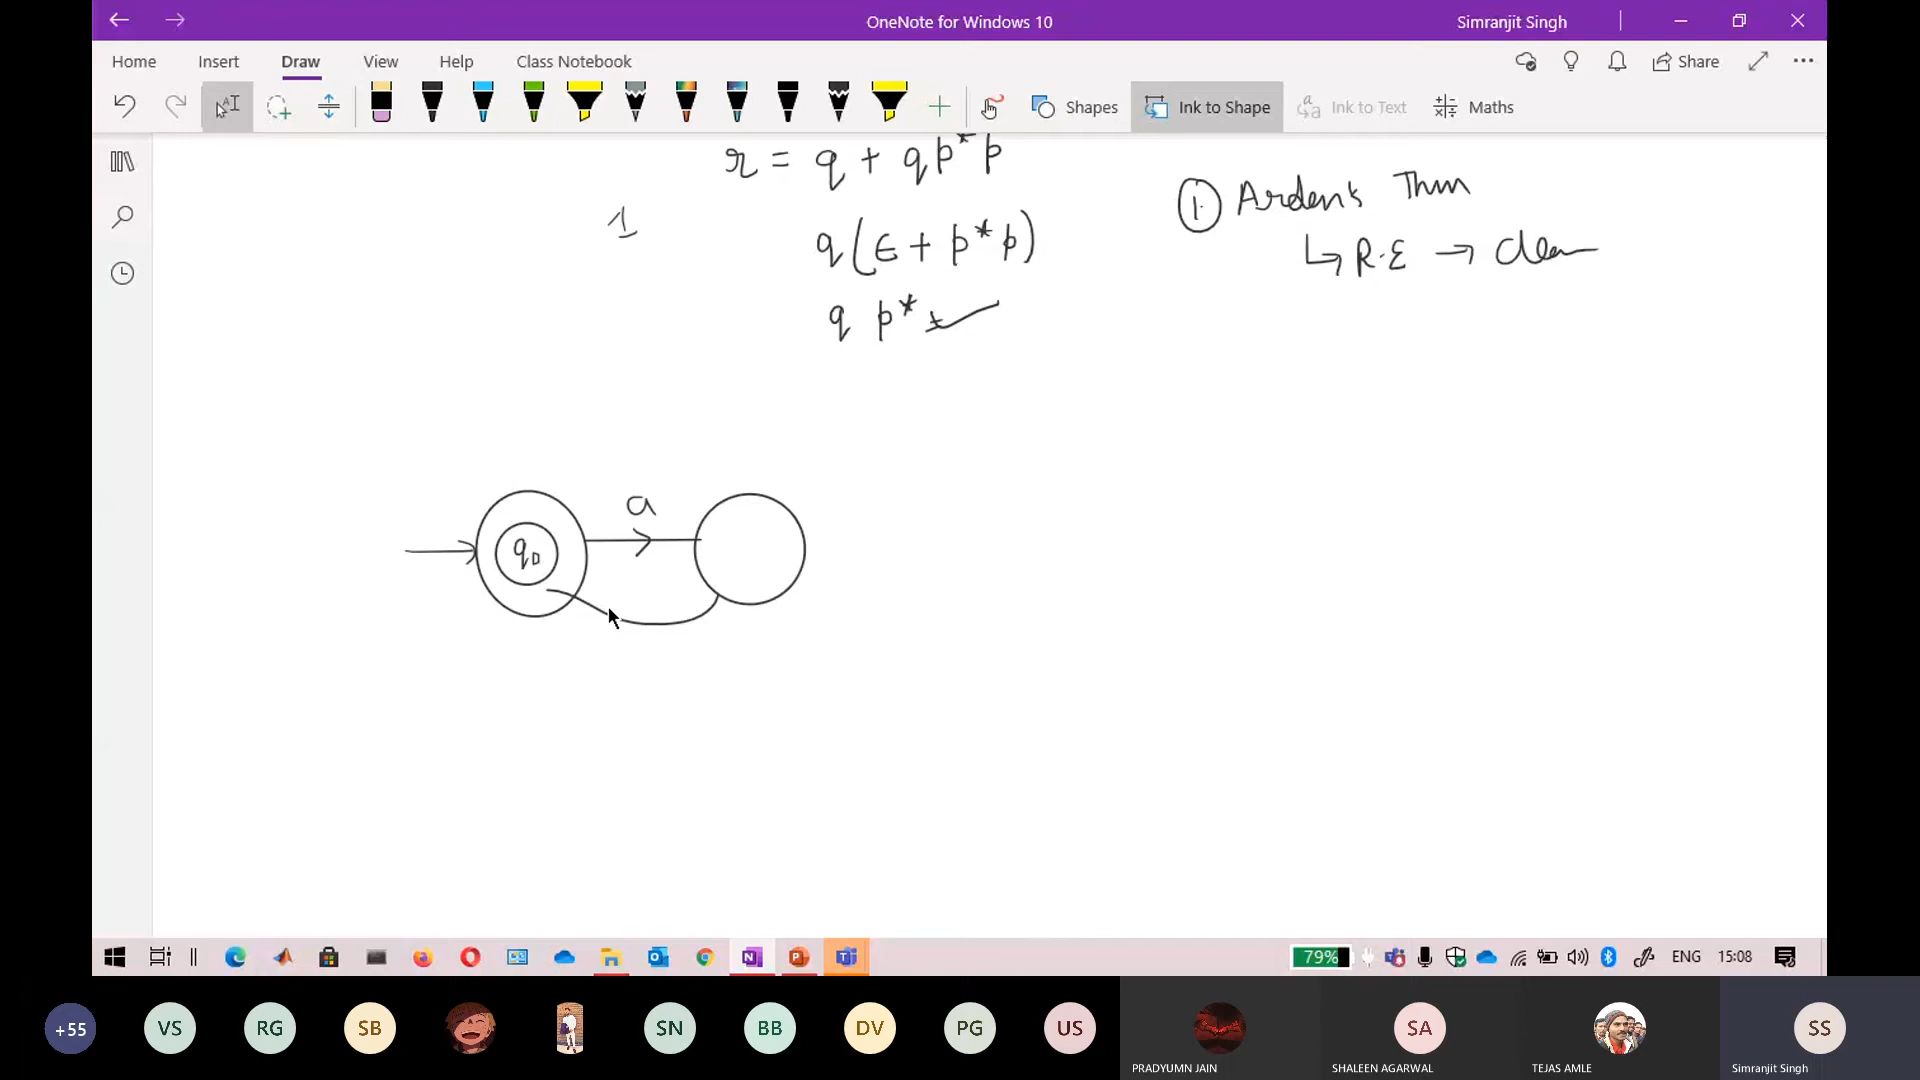 OneNote for Windows 10
Simranjit Singh
Home Insert Draw View Help Class Notebook
Share
Shapes Ink to Shape Ink to Text Maths
r = q + qp*p
1
q(ε + p*p)
q p*
① Arden's Thm
↳ R.E →
a
q0
79%
ENG 15:08
+55 VS RG SB SN BB DV PG US SA SS
PRADYUMN JAIN SHALEEN AGARWAL TEJAS AMLE Simranjit Singh